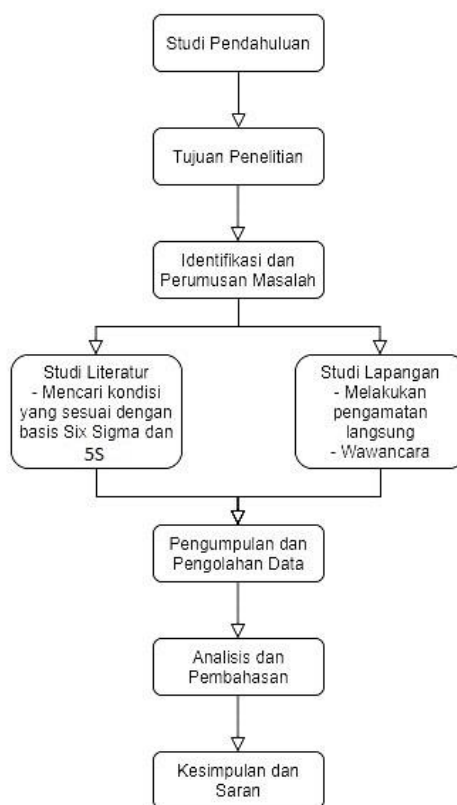 Studi Pendahuluan
Tujuan Penelitian
Identifikasi dan
Perumusan Masalah
Studi Literatur
- Mencari kondisi
yang sesuai dengan
basis Six Sigma dan
5S
Studi Lapangan
- Melakukan
pengamatan
langsung
- Wawancara
Pengumpulan dan
Pengolahan Data
Analisis dan
Pembahasan
Kesimpulan dan
Saran